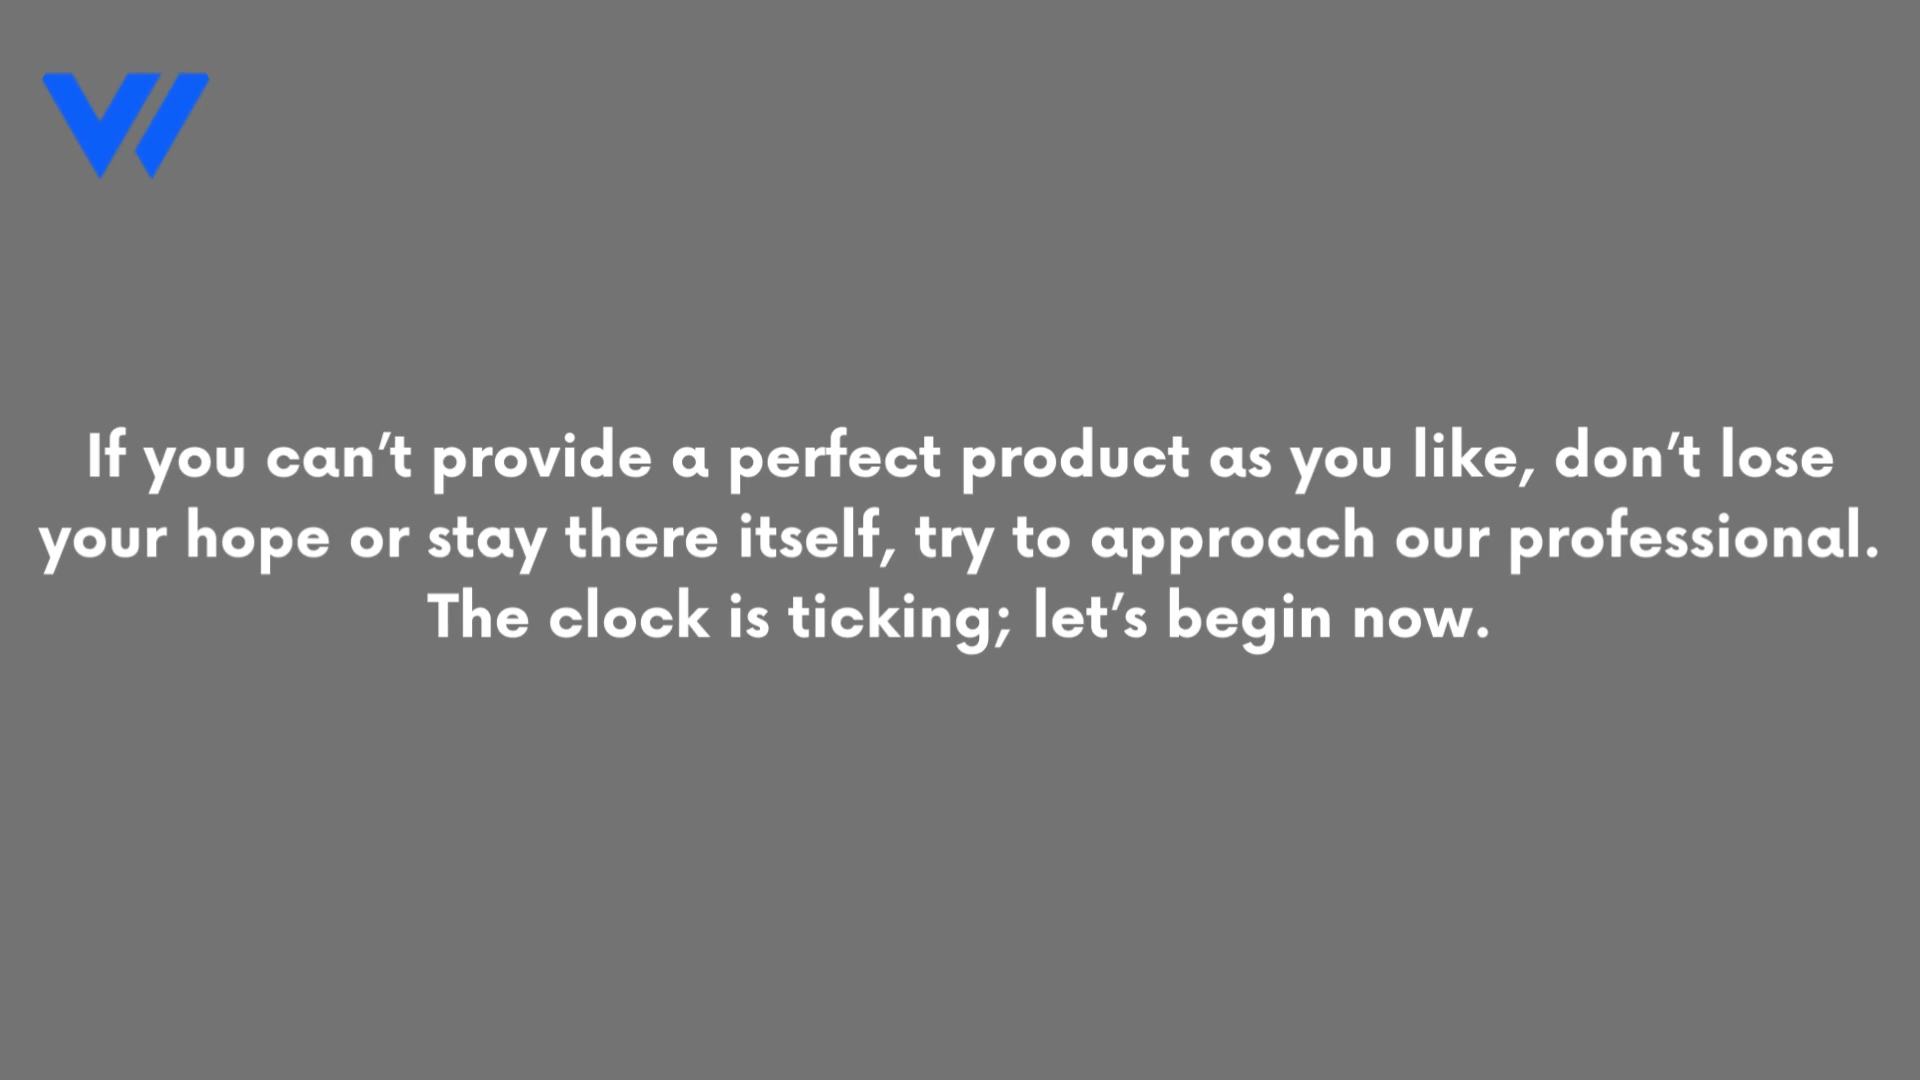 If you can’t provide a perfect product as you like, don’t lose
your hope or stay there itself, try to approach our professional.
The clock is ticking; let’s begin now.